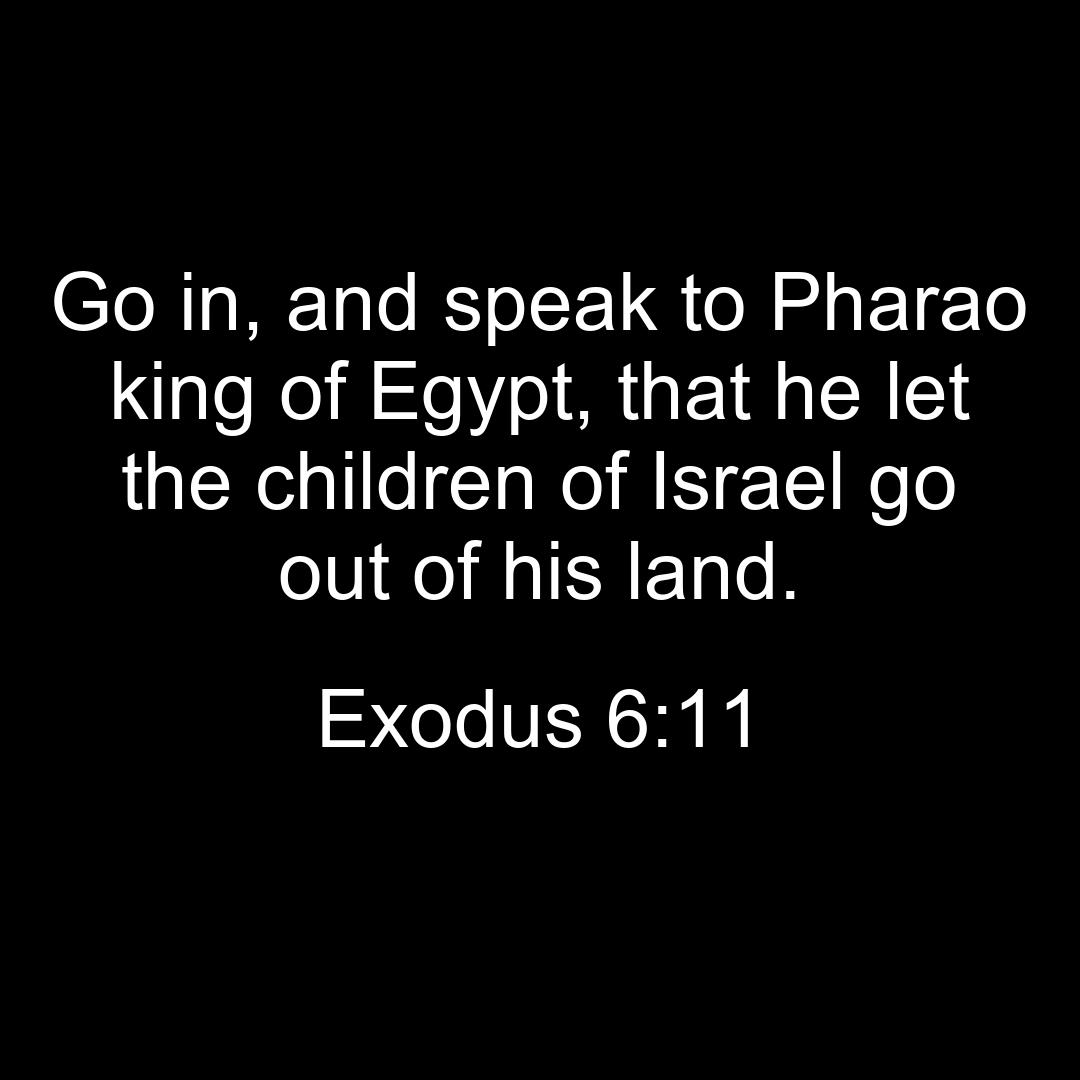 Go in, and speak to Pharao
king of Egypt, that he let
the children of Israel go
out of his land.
Exodus 6:11